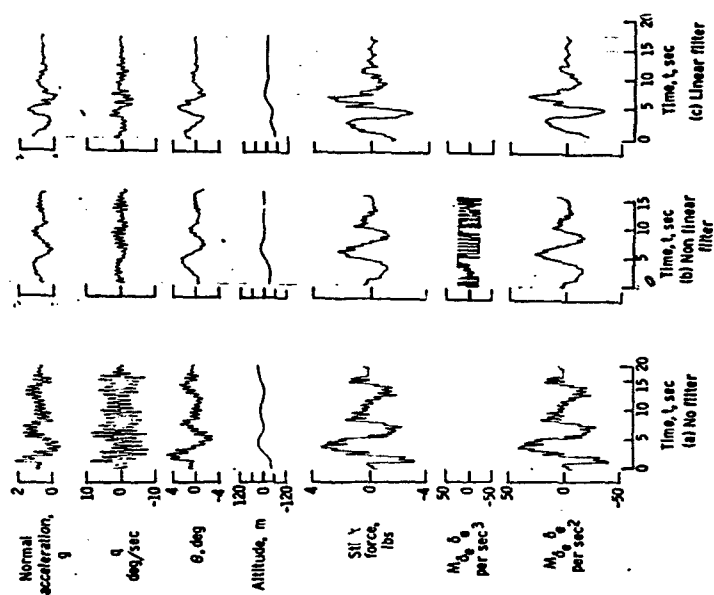 Normal
acceleration,
g
2
0
q
deg/sec
10
0
-10
θ, deg
4
0
-4
Altitude, m
120
0
-120
force,
lbs
4
0
-4
M δe δe
per sec3
50
0
M δe δe
per sec2
50
0
-50
0 5 10 15 20
Time, t, sec
(a) No filter
0 5 10 15
Time, t, sec
(b) Non linear
filter
0 5 10 15 20
Time, t, sec
(c) Linear filter